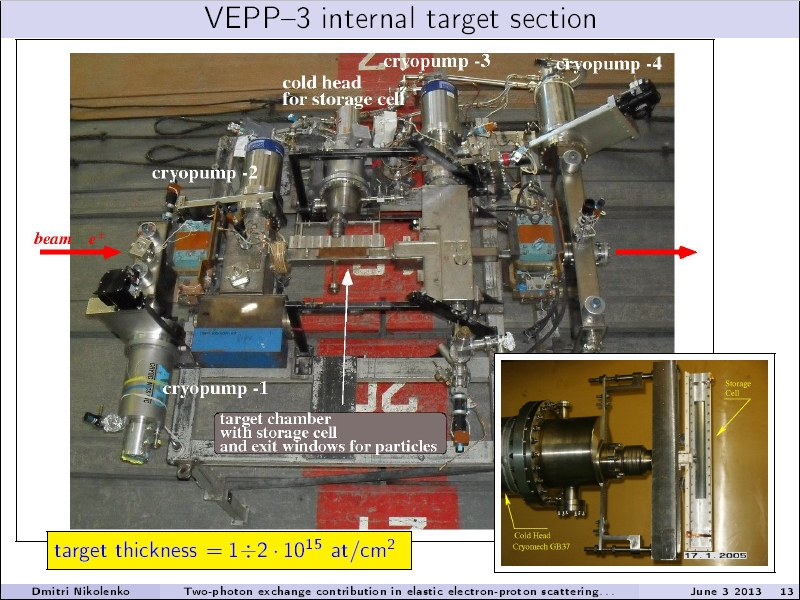 VEPP–3 internal target section
cryopump -3
cryopump -4
cold head
for storage cell
cryopump -2
beam e±
cryopump -1
target chamber
with storage cell
and exit windows for particles
Storage
Cell
Cold Head
Cryomech GB37
17. 1.2005
target thickness = 1÷2 · 10¹⁵ at/cm²
Dmitri Nikolenko Two-photon exchange contribution in elastic electron-proton scattering... June 3 2013 13